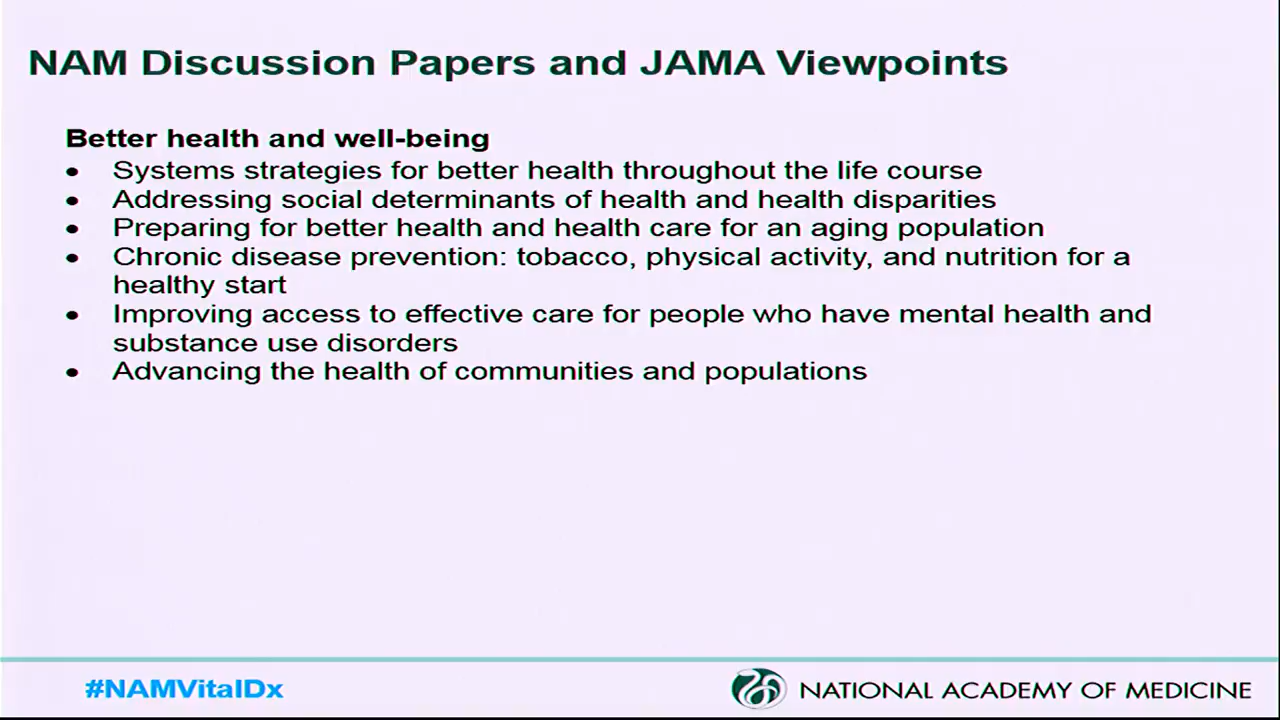 NAM Discussion Papers and JAMA Viewpoints
Better health and well-being
• Systems strategies for better health throughout the life course
• Addressing social determinants of health and health disparities
• Preparing for better health and health care for an aging population
• Chronic disease prevention: tobacco, physical activity, and nutrition for a
healthy start
• Improving access to effective care for people who have mental health and
substance use disorders
• Advancing the health of communities and populations
#NAMVitalDx
NATIONAL ACADEMY OF MEDICINE